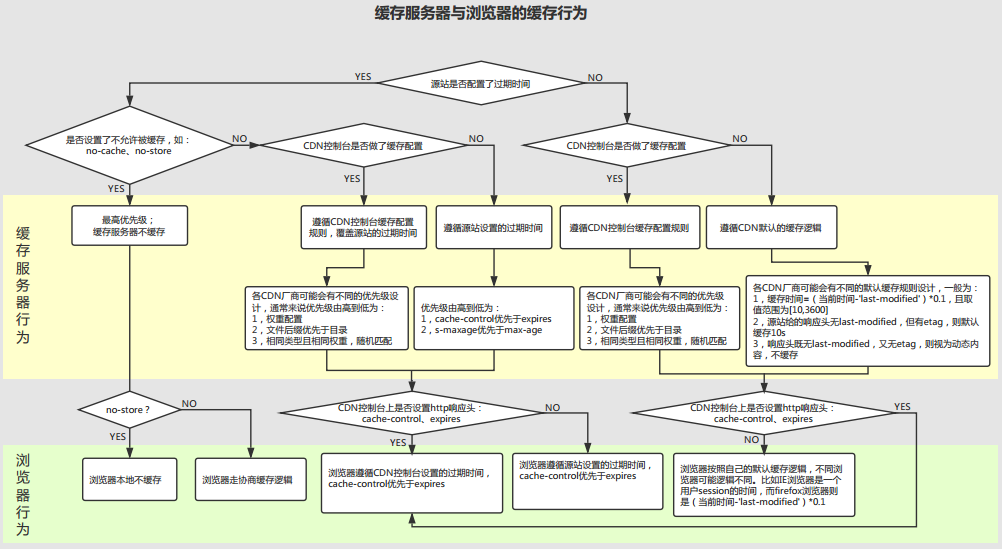 缓存服务器与浏览器的缓存行为
源站是否配置了过期时间
YES
NO
是否设置了不允许被缓存，如：
no-cache、no-store
NO
YES
CDN控制台是否做了缓存配置
YES
NO
CDN控制台是否做了缓存配置
YES
NO
缓存服务器行为
最高优先级；
缓存服务器不缓存
遵循CDN控制台缓存配置
规则，覆盖源站的过期时间
遵循源站设置的过期时间
遵循CDN控制台缓存配置规则
遵循CDN默认的缓存逻辑
各CDN厂商可能会有不同的优先级设
计，通常来说优先级由高到低为：
1，权重配置
2，文件后缀优先于目录
3，相同类型且相同权重，随机匹配
优先级由高到低为：
1，cache-control优先于expires
2，s-maxage优先于max-age
各CDN厂商可能会有不同的优先级
设计，通常来说优先级由高到低为：
1，权重配置
2，文件后缀优先于目录
3，相同类型且相同权重，随机匹配
各CDN厂商可能会有不同的默认缓存规则设计，一般为：
1，缓存时间=（当前时间-'last-modified'）*0.1，且取
值范围为[10,3600]
2，源站给的响应头无last-modified，但有etag，则默认
缓存10s
3，响应头既无last-modified，又无etag，则视为动态内
容，不缓存
no-store？
NO
YES
CDN控制台上是否设置http响应头：
cache-control、expires
NO
YES
CDN控制台上是否设置http响应头：
cache-control、expires
YES
NO
浏览器行为
浏览器本地不缓存
浏览器走协商缓存逻辑
浏览器遵循CDN控制台设置的过期时间，
cache-control优先于expires
浏览器遵循源站设置的过期时间，
cache-control优先于expires
浏览器按照自己的默认缓存逻辑，不同浏
览器可能逻辑不同。比如IE浏览器是一个
用户session的时间，而firefox浏览器则
是（当前时间-'last-modified'）*0.1